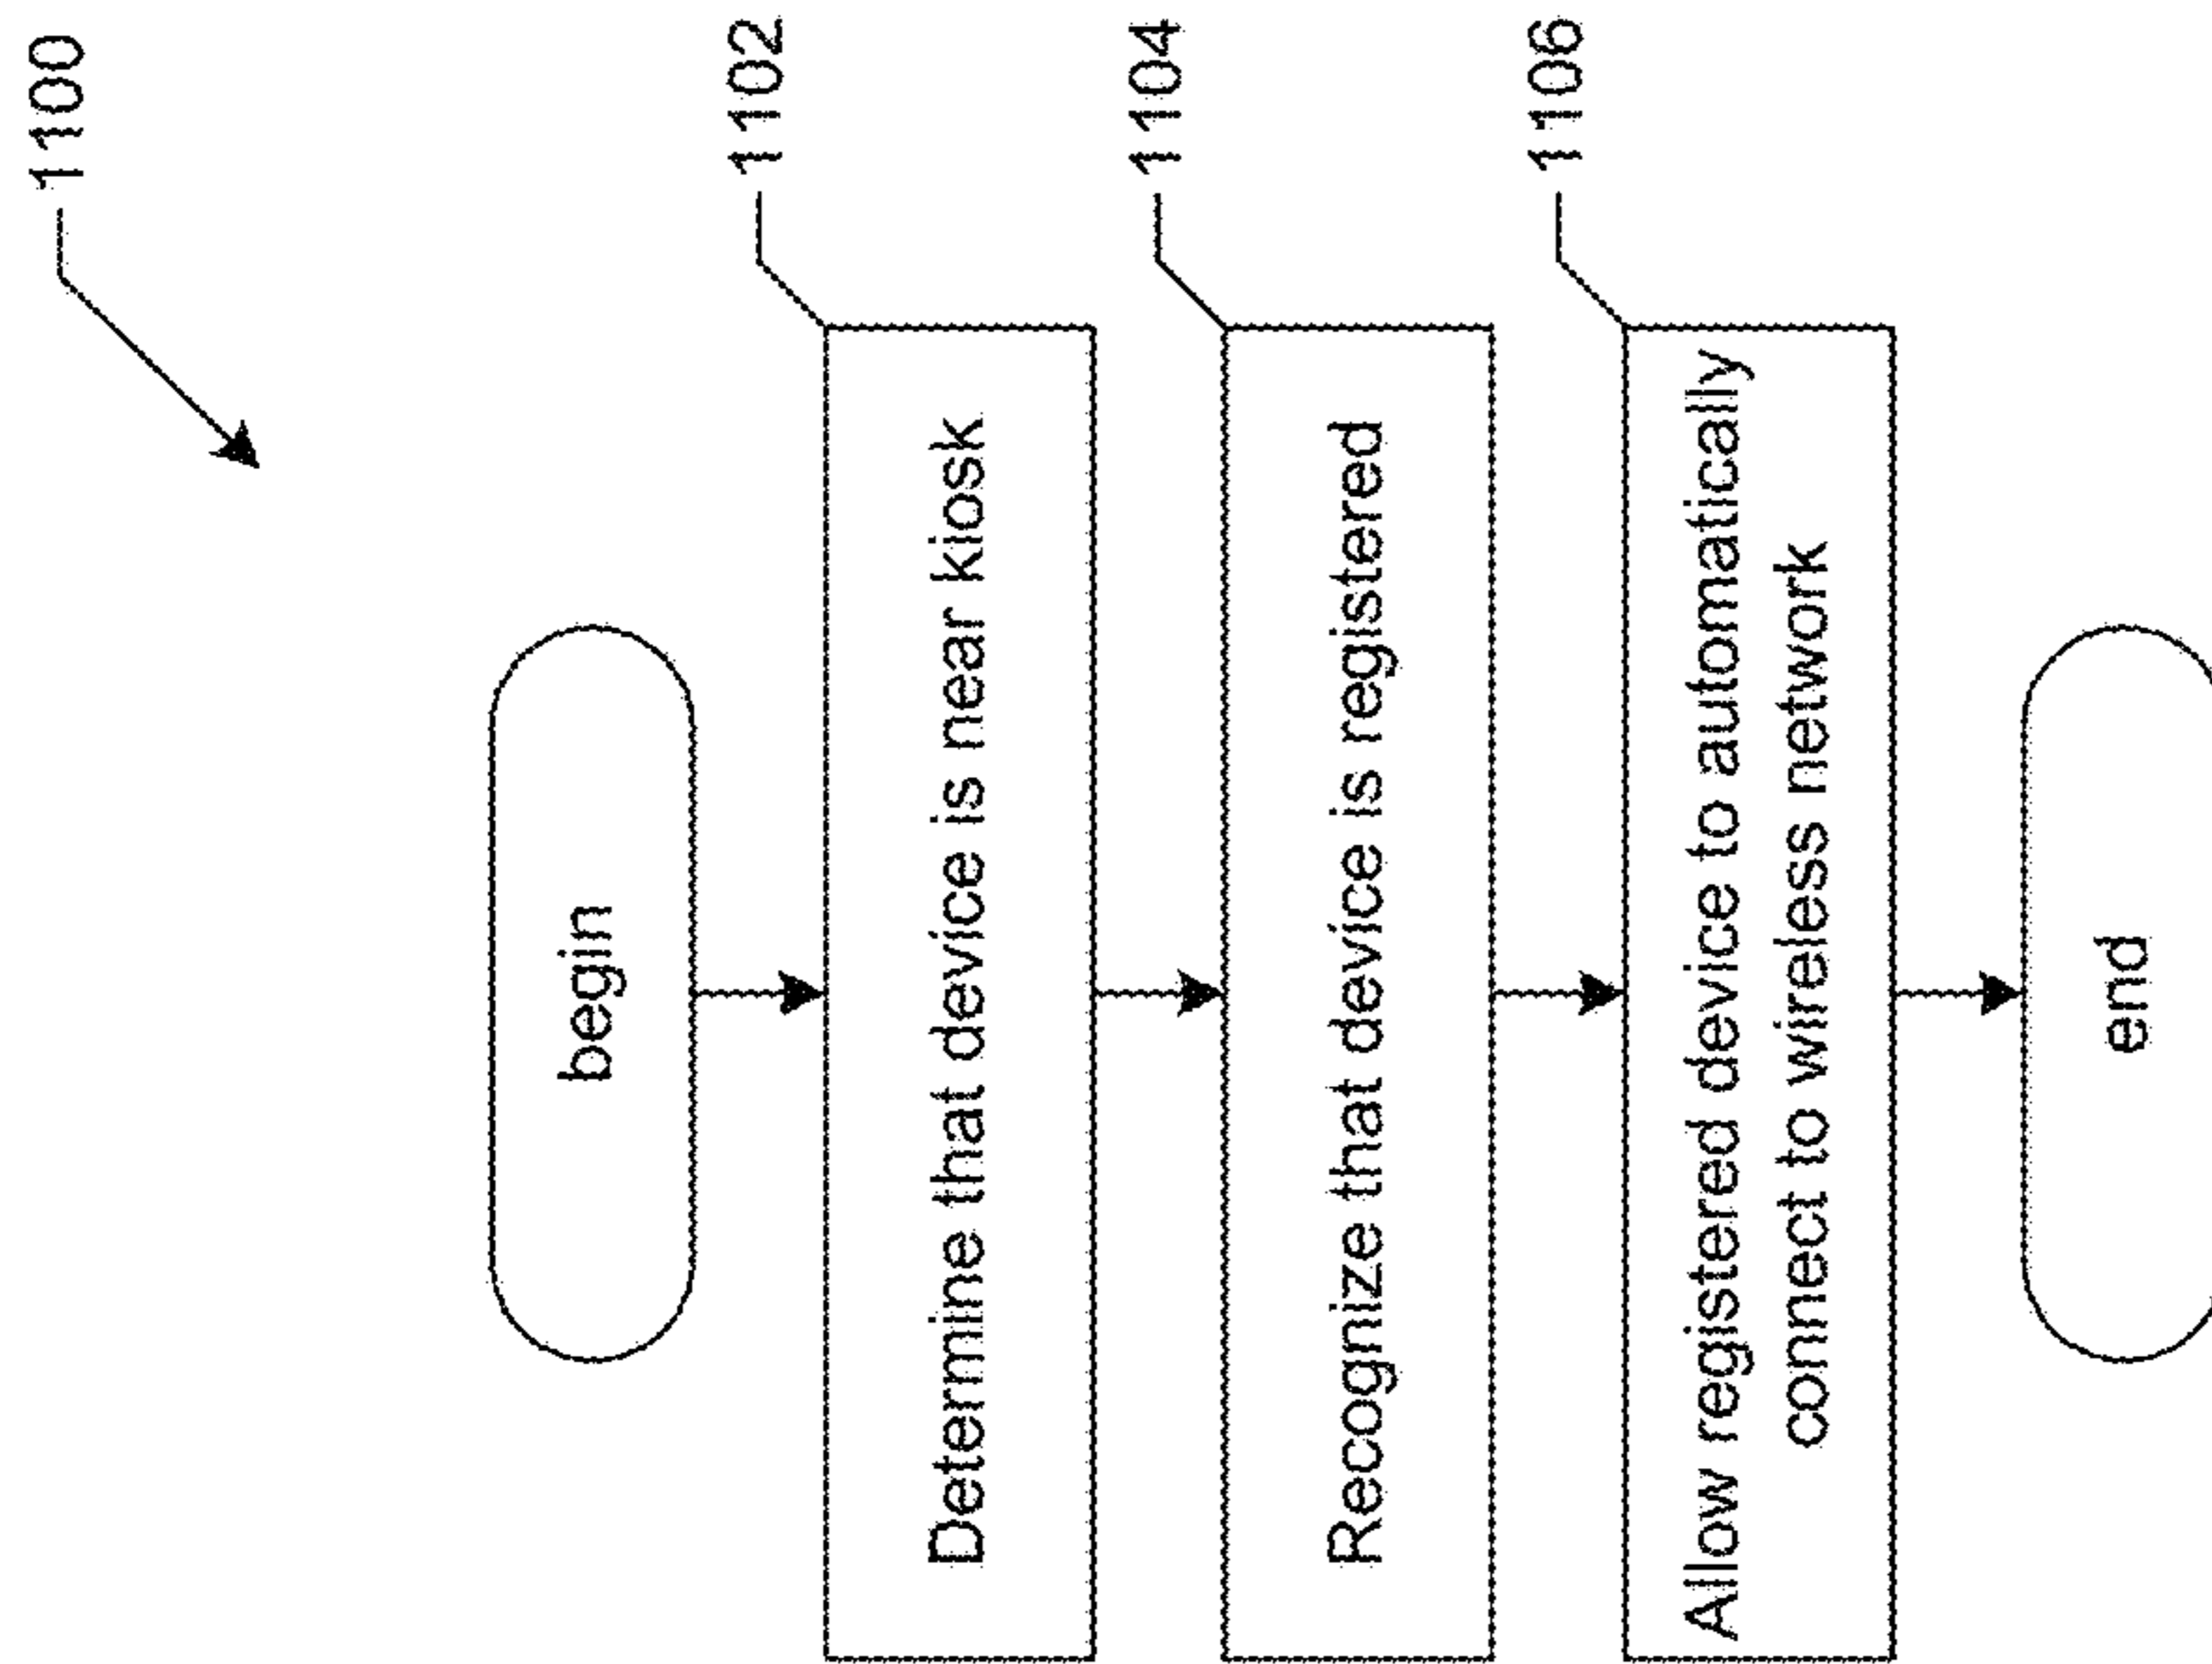 1100
begin
1102
Determine that device is near kiosk
1104
Recognize that device is registered
1106
Allow registered device to automatically
connect to wireless network
end